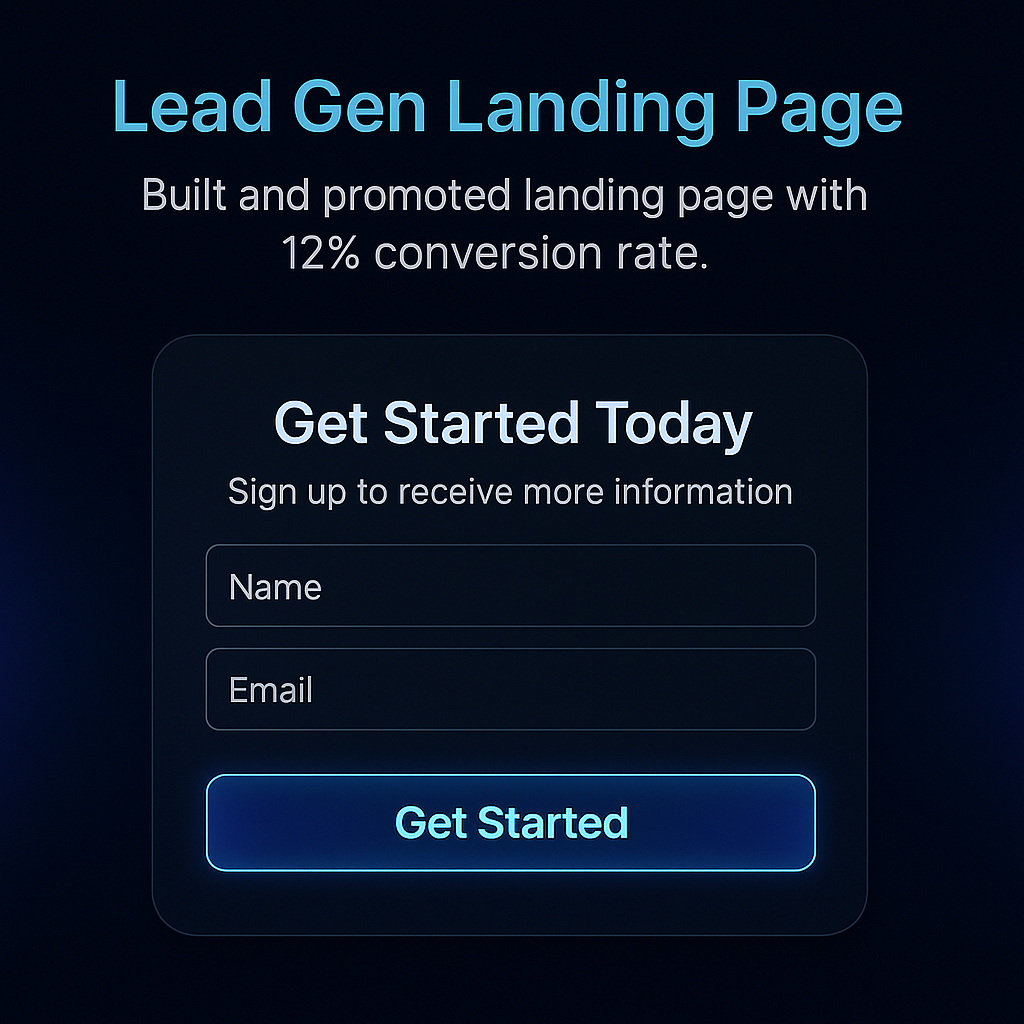 Lead Gen Landing Page
Built and promoted landing page with
12% conversion rate.
Get Started Today
Sign up to receive more information
Name
Email
Get Started